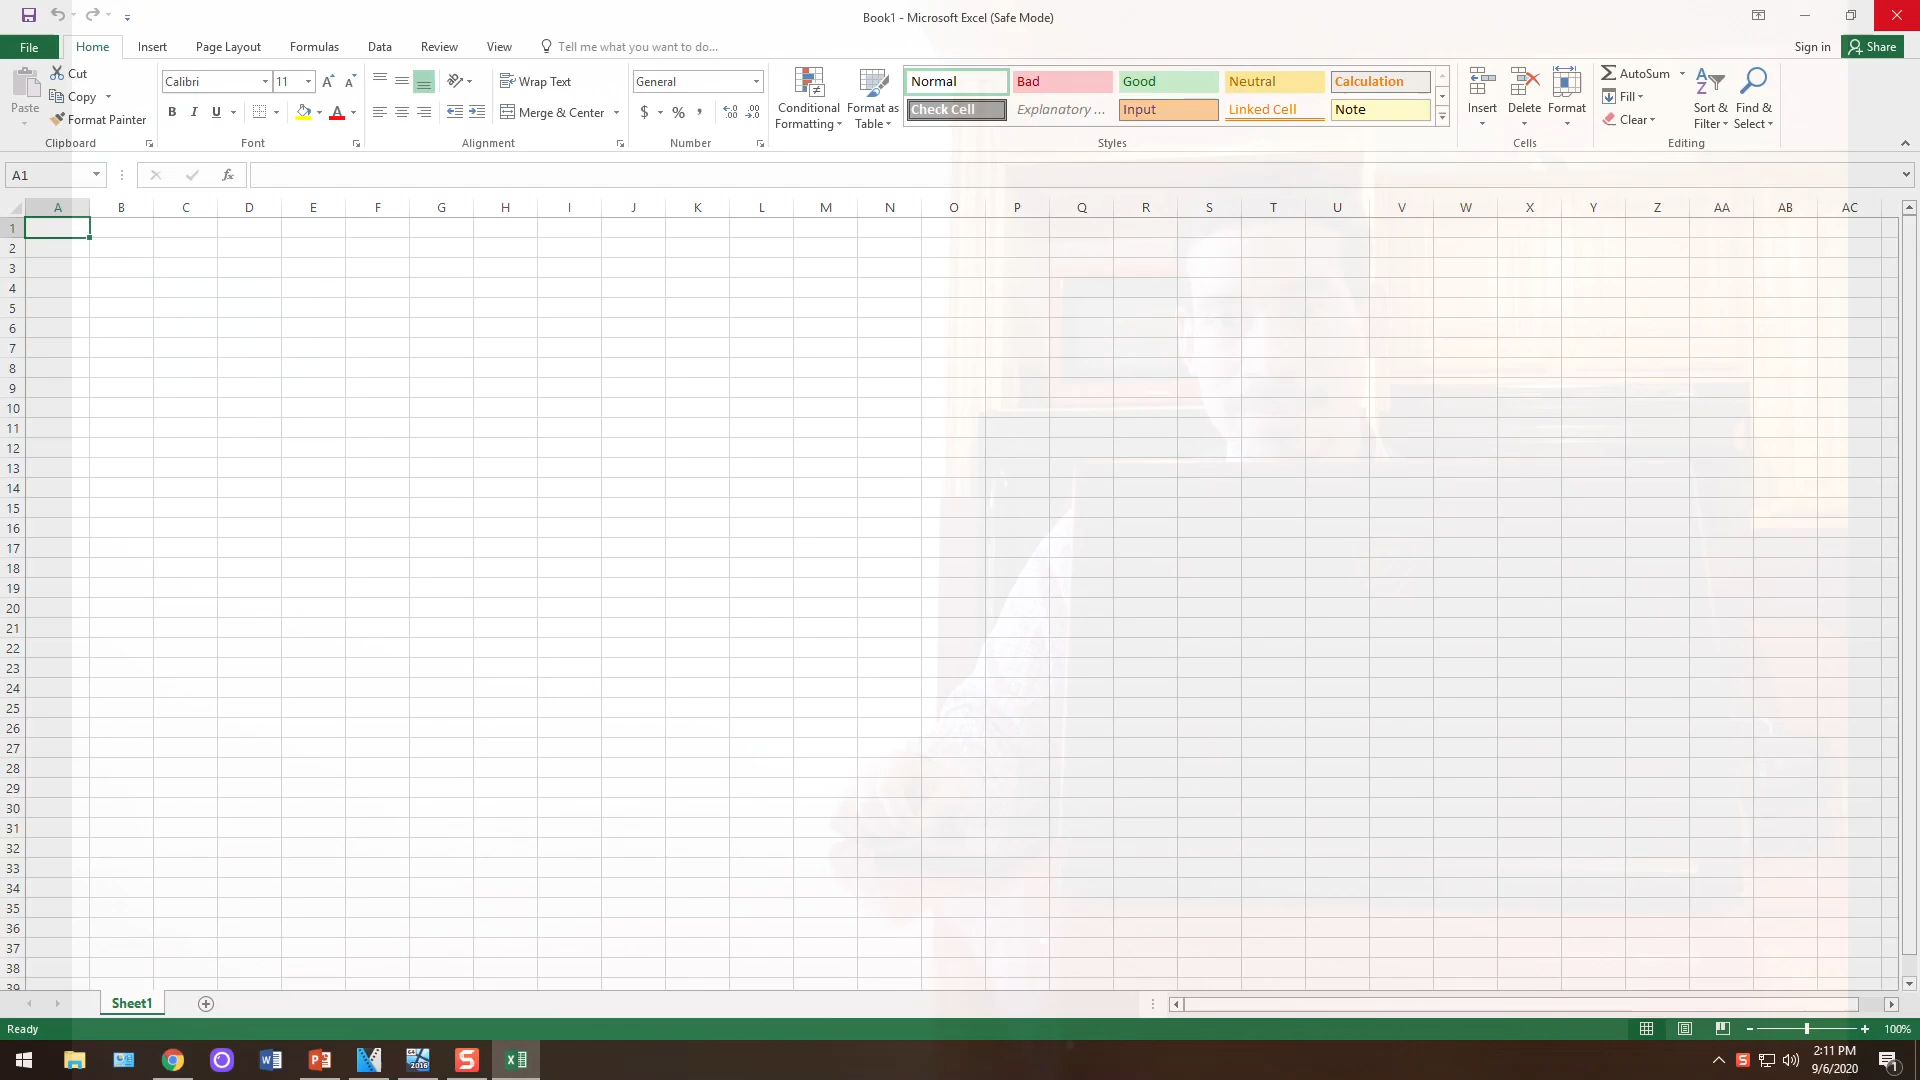 Book1 - Microsoft Excel (Safe Mode)
File Home Insert Page Layout Formulas Data Review View Tell me what you want to do... Sign in Share
Paste Cut Copy Format Painter Clipboard
Calibri 11 B I U Font
Wrap Text Merge & Center Alignment
General $ % , Number
Conditional Formatting Format as Table
Normal Bad Good Neutral Calculation
Check Cell Explanatory ... Input Linked Cell Note
Styles
Insert Delete Format Cells
AutoSum Fill Clear Sort & Filter Find & Select Editing
A1 fx
A B C D E F G H I J K L M N O P Q R S T U V W X Y Z AA AB AC
1
2
3
4
5
6
7
8
9
10
11
12
13
14
15
16
17
18
19
20
21
22
23
24
25
26
27
28
29
30
31
32
33
34
35
36
37
38
39
Sheet1
Ready 100%
2:11 PM
9/6/2020